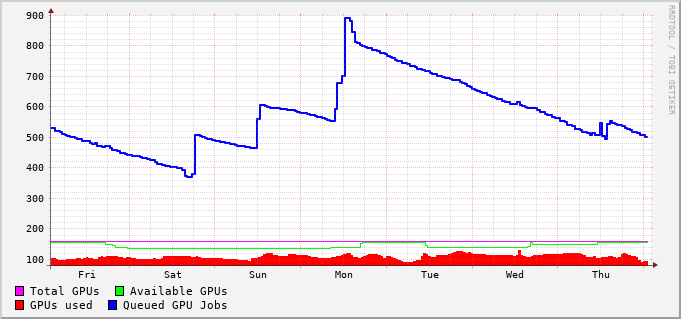 900
800
700
600
500
400
300
200
100
Fri Sat Sun Mon Tue Wed Thu
Total GPUs Available GPUs
GPUs used Queued GPU Jobs
RRDTOOL / TOBI OETIKER